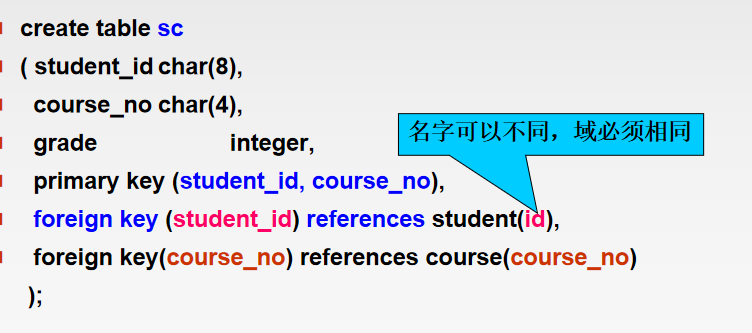 create table sc
( student_id char(8),
course_no char(4),
名字可以不同，域必须相同
grade integer,
primary key (student_id, course_no),
foreign key (student_id) references student(id),
foreign key(course_no) references course(course_no)
);